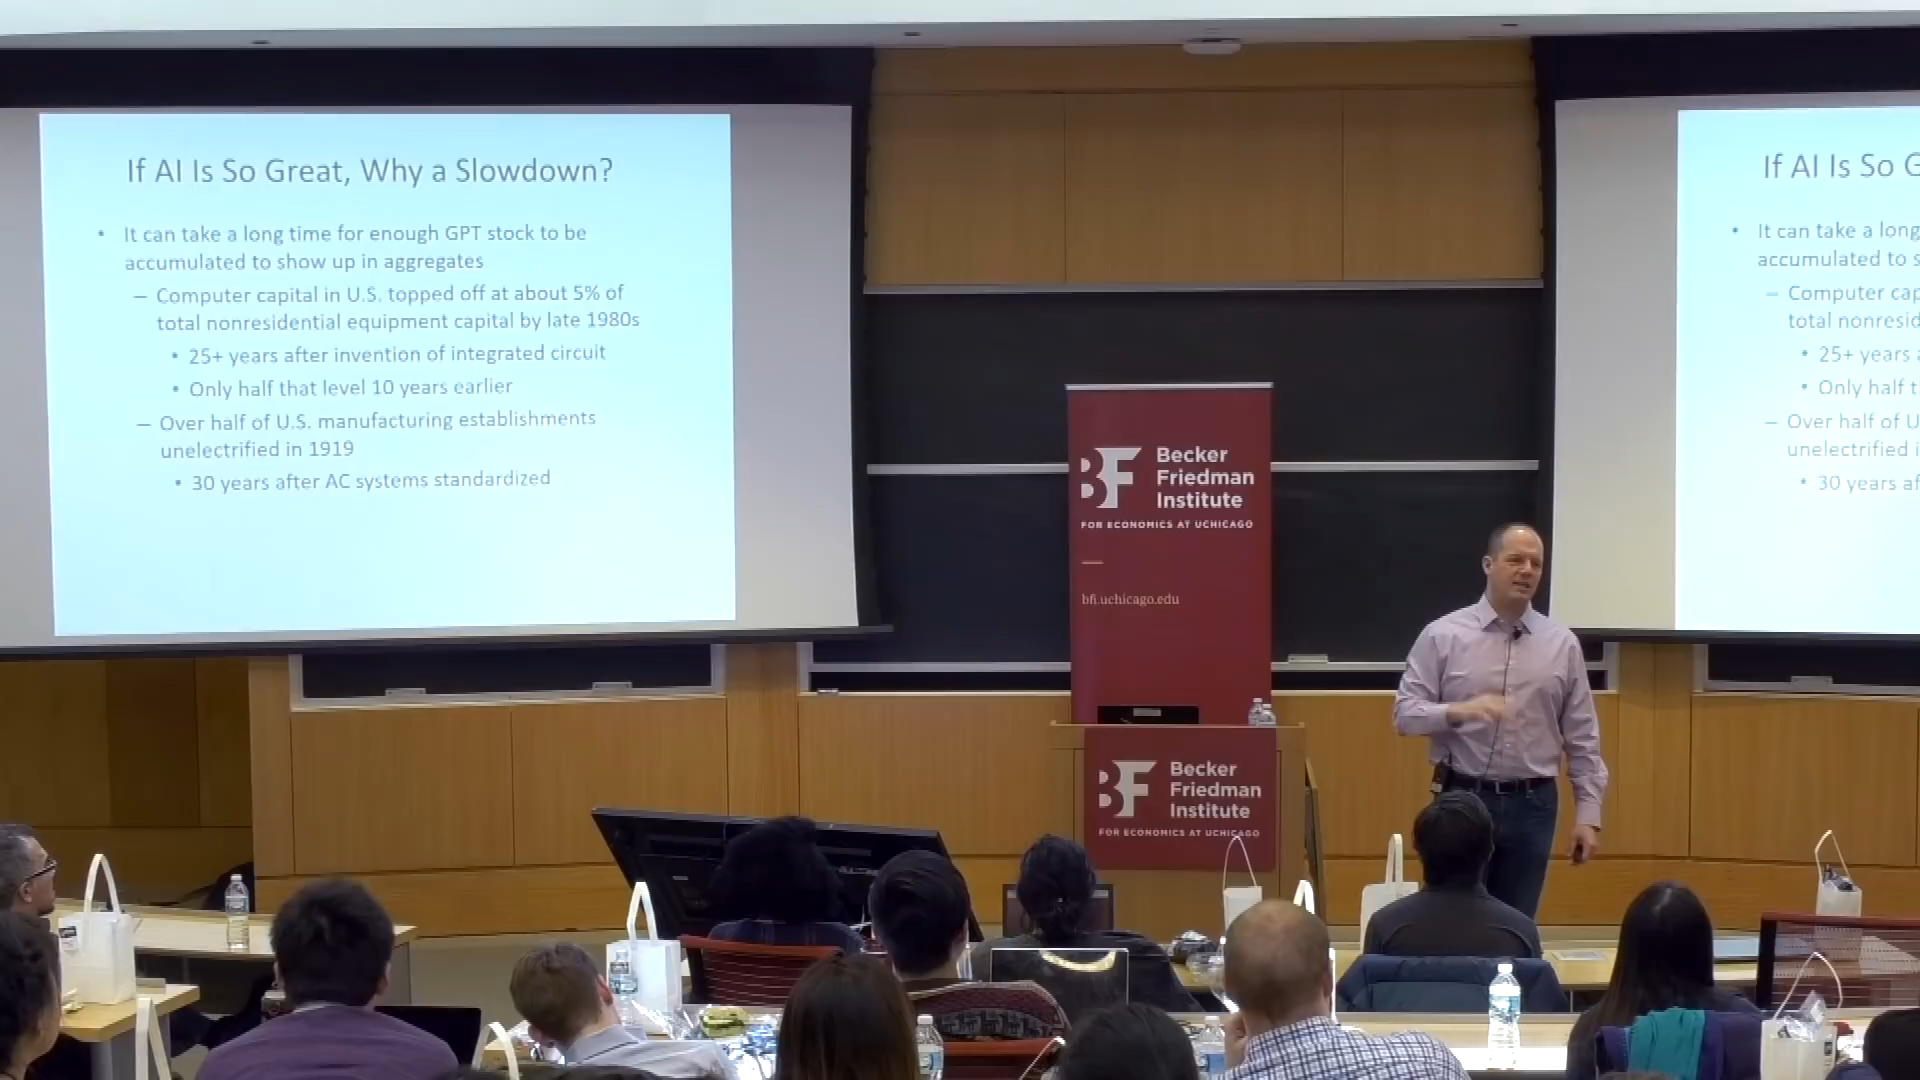 If AI Is So Great, Why a Slowdown?
• It can take a long time for enough GPT stock to be
accumulated to show up in aggregates
– Computer capital in U.S. topped off at about 5% of
total nonresidential equipment capital by late 1980s
• 25+ years after invention of integrated circuit
• Only half that level 10 years earlier
– Over half of U.S. manufacturing establishments
unelectrified in 1919
• 30 years after AC systems standardized
BF
Becker
Friedman
Institute
FOR ECONOMICS AT UCHICAGO
bfi.uchicago.edu
BF
Becker
Friedman
Institute
FOR ECONOMICS AT UCHICAGO
If AI Is So G
• It can take a long
accumulated to s
– Computer cap
total nonresid
• 25+ years a
• Only half t
– Over half of U
unelectrified i
• 30 years af